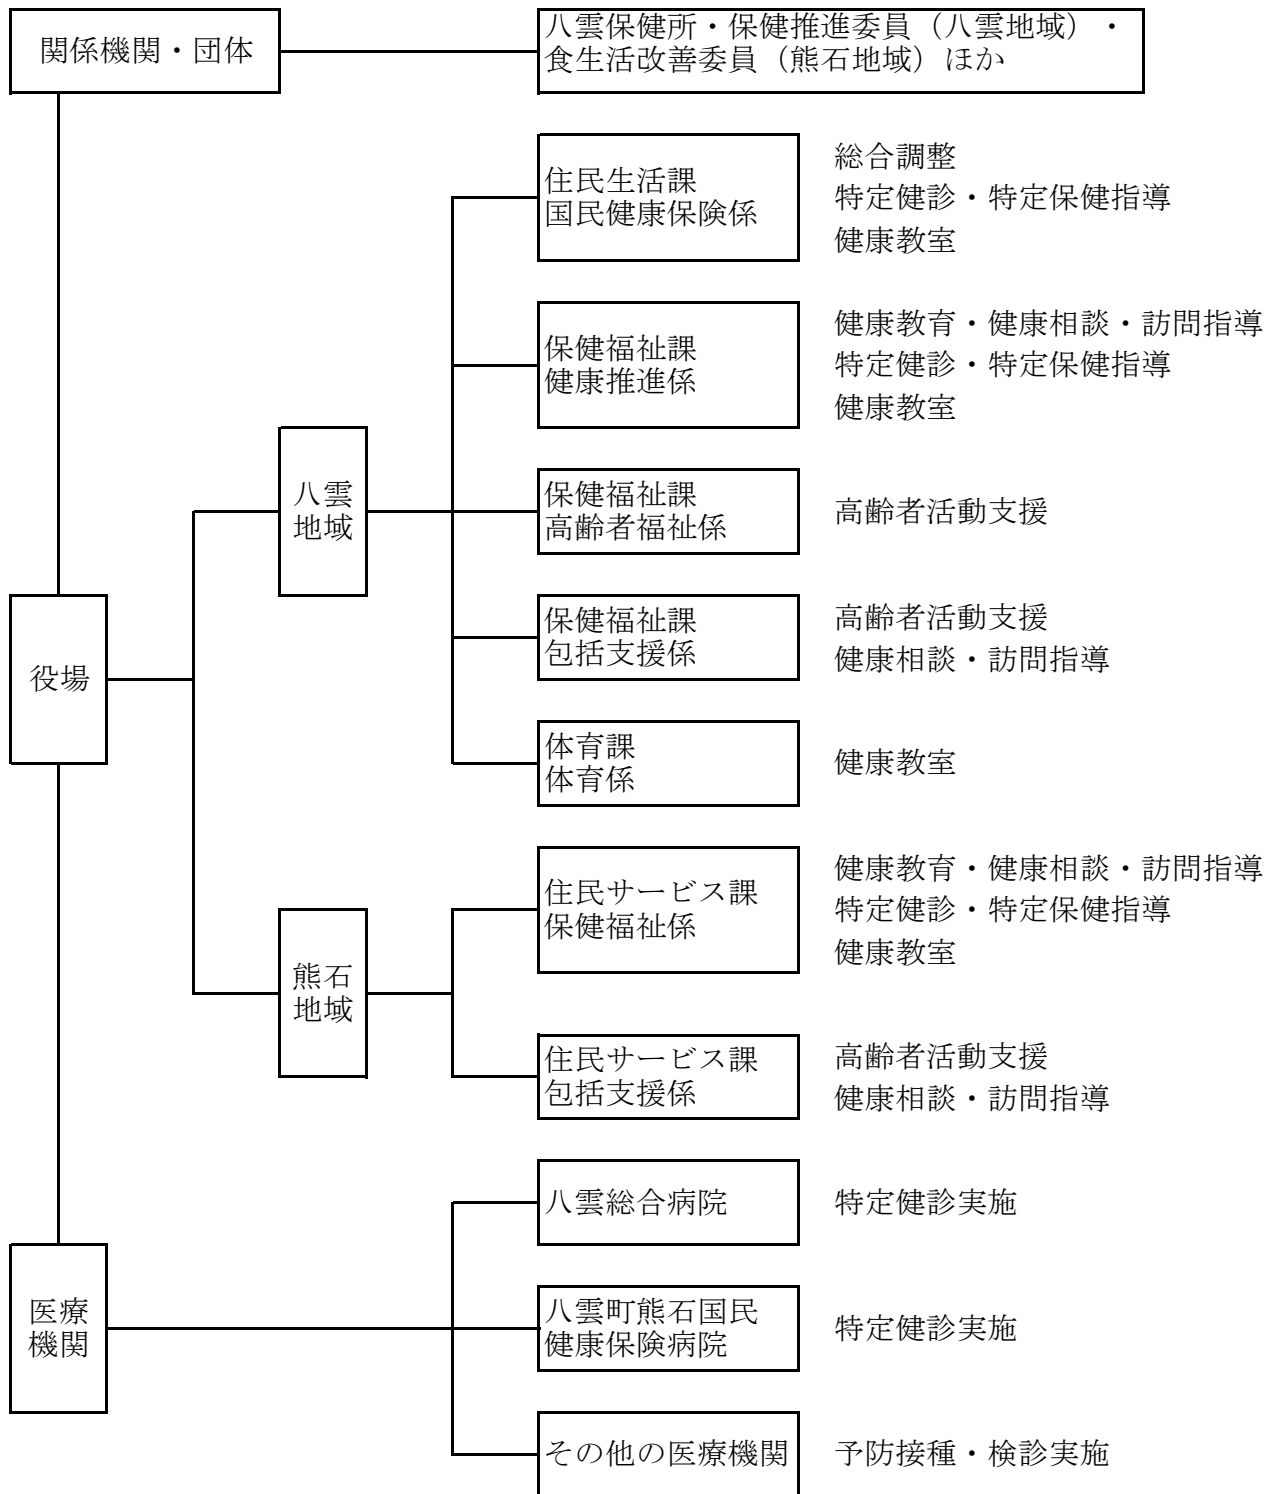 関係機関・団体
八雲保健所・保健推進委員（八雲地域）・
食生活改善委員（熊石地域）ほか
住民生活課
国民健康保険係
総合調整
特定健診・特定保健指導
健康教室
保健福祉課
健康推進係
健康教育・健康相談・訪問指導
特定健診・特定保健指導
健康教室
八雲
地域
保健福祉課
高齢者福祉係
高齢者活動支援
役場
保健福祉課
包括支援係
高齢者活動支援
健康相談・訪問指導
体育課
体育係
健康教室
住民サービス課
保健福祉係
健康教育・健康相談・訪問指導
特定健診・特定保健指導
健康教室
熊石
地域
住民サービス課
包括支援係
高齢者活動支援
健康相談・訪問指導
八雲総合病院
特定健診実施
医療
機関
八雲町熊石国民
健康保険病院
特定健診実施
その他の医療機関
予防接種・検診実施